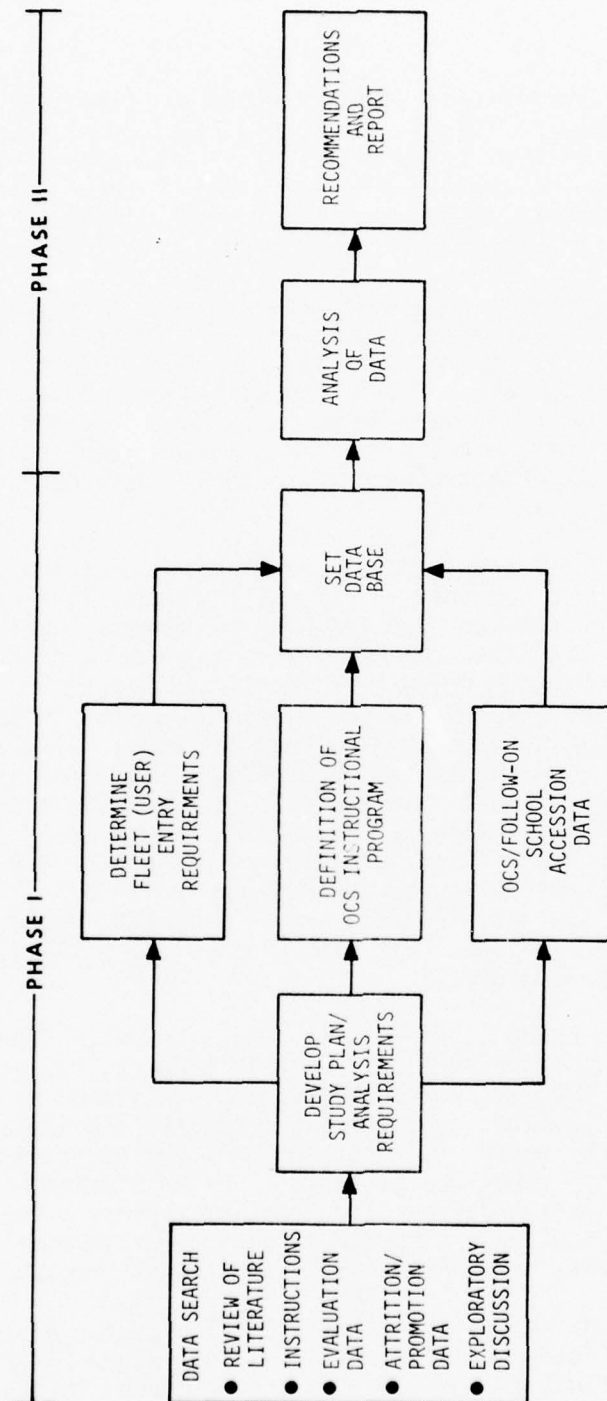 PHASE I
PHASE II
DATA SEARCH
● REVIEW OF
LITERATURE
● INSTRUCTIONS
● EVALUATION
DATA
● ATTRITION/
PROMOTION
DATA
● EXPLORATORY
DISCUSSION
DEVELOP
STUDY PLAN/
ANALYSIS
REQUIREMENTS
DETERMINE
FLEET (USER)
ENTRY
REQUIREMENTS
DEFINITION OF
OCS INSTRUCTIONAL
PROGRAM
OCS/FOLLOW-ON
SCHOOL
ACCESSION
DATA
SET
DATA
BASE
ANALYSIS
OF
DATA
RECOMMENDATIONS
AND
REPORT